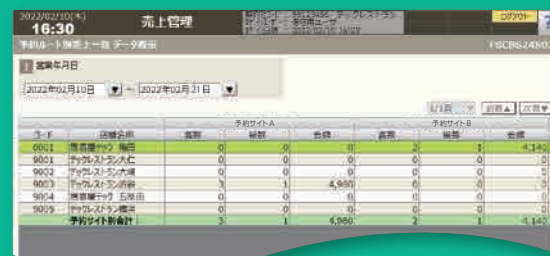 2022/02/10(木)
16:30
売上管理
ログアウト
予約ルート別売上一覧 データ表示
営業年月日
2022年02月10日 ▼ ~ 2022年02月 ▼
1/1頁 前頁▲ 次頁▼
予約サイトA 予約サイトB
コード 店舗名称 客数 組数 金額 客数 組数 金額
0001 居酒屋テック 梅田 0 0 0 2 1 4,140
9001 テックレストラン大仁 0 0 0 0 0 0
9002 テックレストラン大場 0 0 0 0 0 0
9003 テックレストラン渋谷 3 1 4,980 0 0 0
9004 居酒屋テック 五反田 0 0 0 0 0 0
9005 テックレストラン横浜 0 0 0 0 0 0
予約サイト別合計 3 1 4,980 2 1 4,140